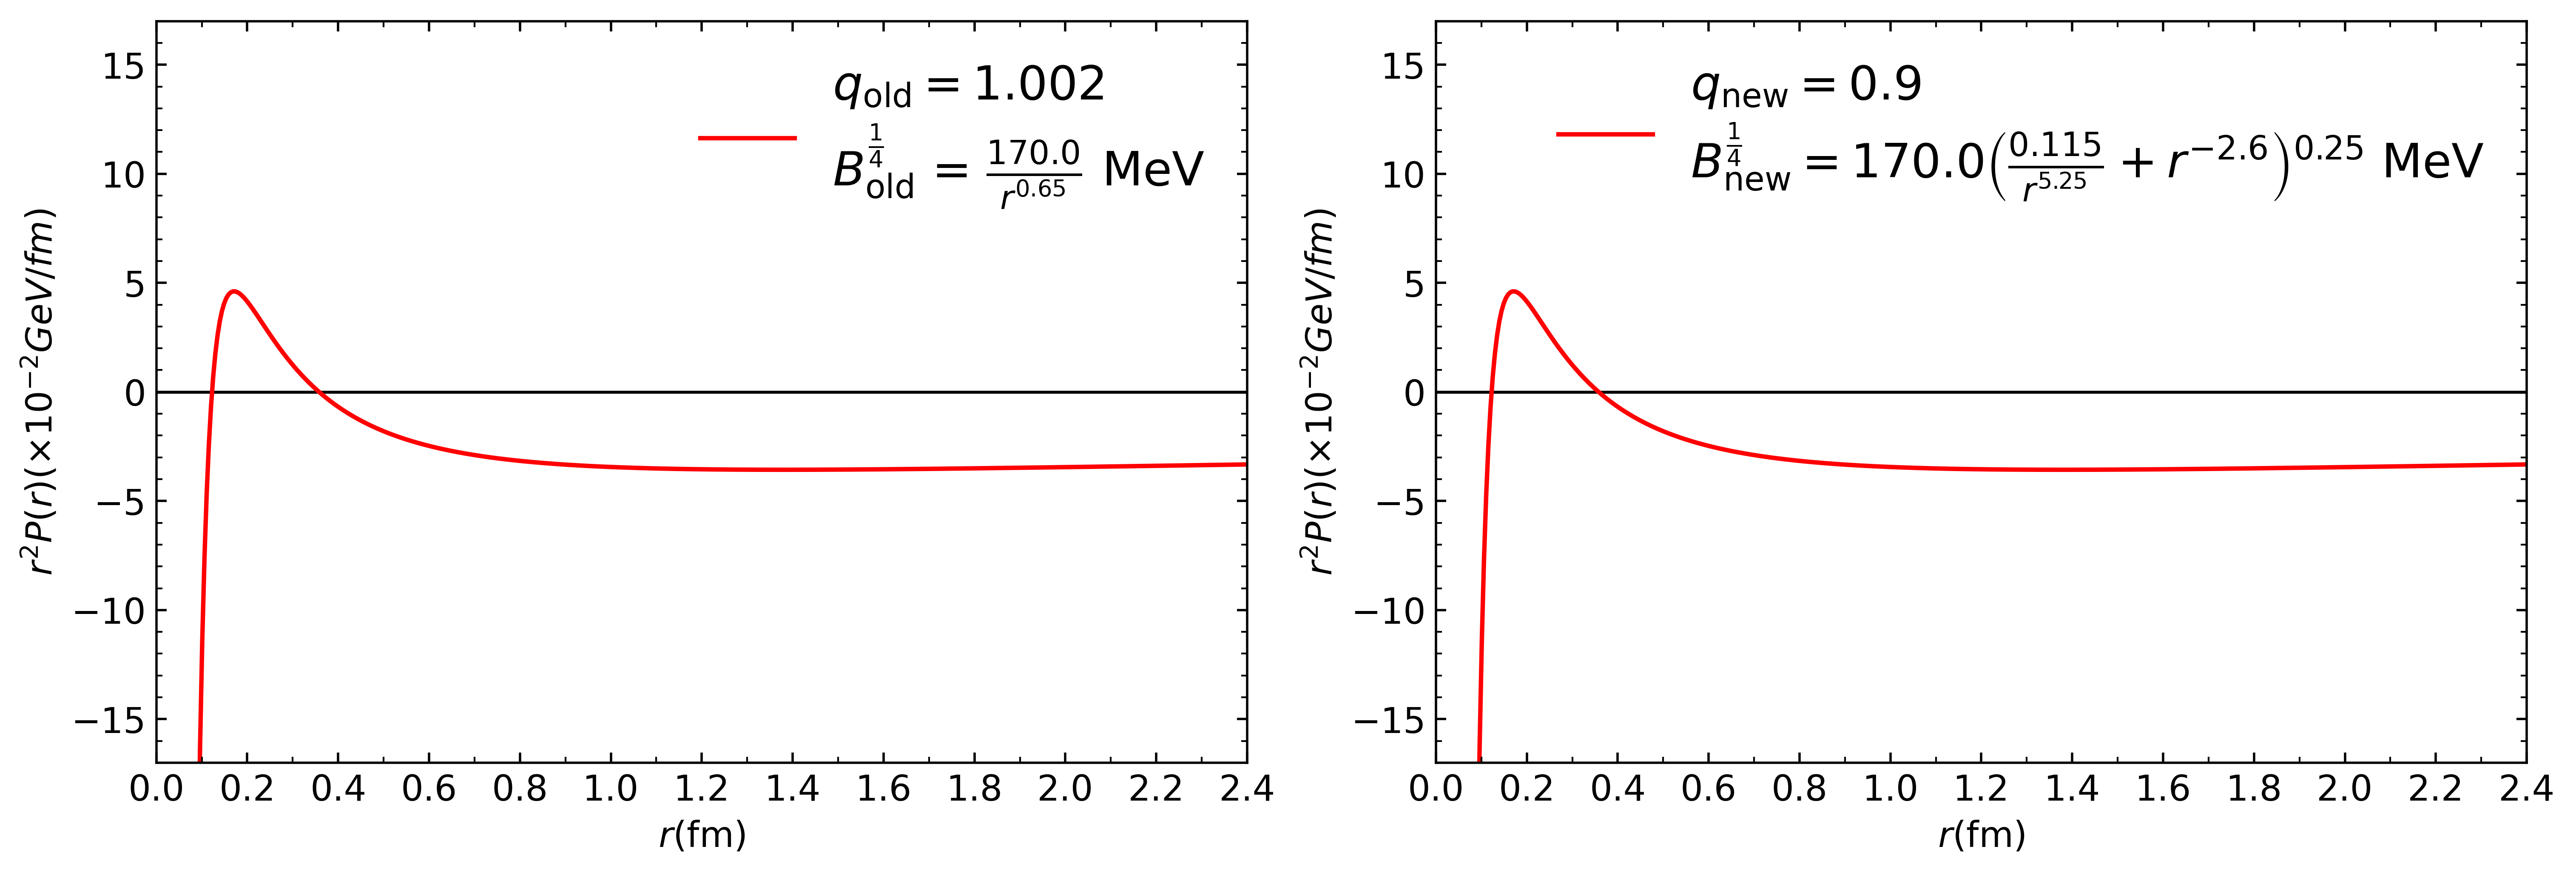 r²P(r)(×10⁻²GeV/fm)
15
10
5
0
−5
−10
−15
q_old = 1.002
B_old^{1/4} = 170.0/r^{0.65} MeV
0.0 0.2 0.4 0.6 0.8 1.0 1.2 1.4 1.6 1.8 2.0 2.2 2.4
r(fm)
r²P(r)(×10⁻²GeV/fm)
15
10
5
0
−5
−10
−15
q_new = 0.9
B_new^{1/4} = 170.0(0.115/r^{5.25} + r^{−2.6})^{0.25} MeV
0.0 0.2 0.4 0.6 0.8 1.0 1.2 1.4 1.6 1.8 2.0 2.2 2.4
r(fm)